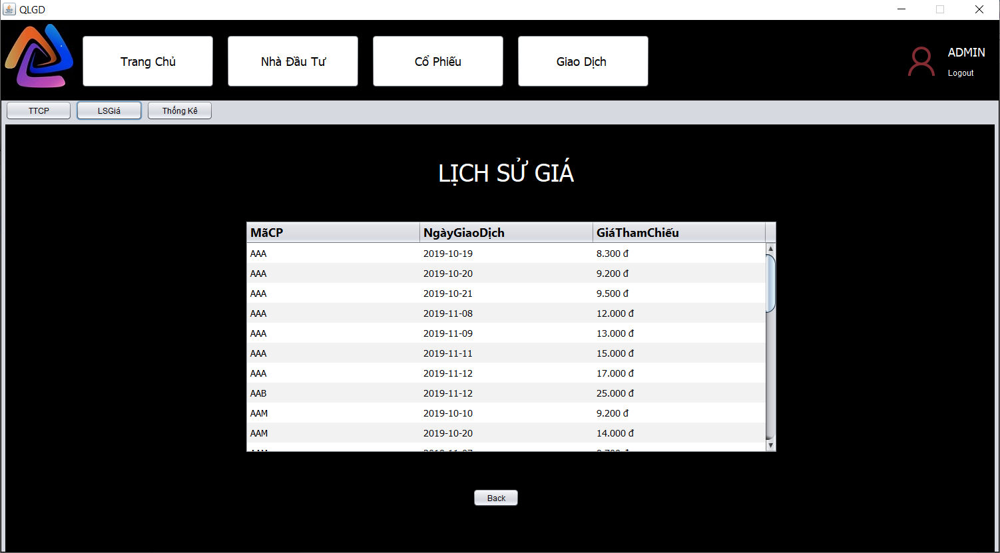 QLGD
Trang Chủ Nhà Đầu Tư Cổ Phiếu Giao Dịch
ADMIN
Logout
TTCP LSGiá Thống Kê
LỊCH SỬ GIÁ
MãCP NgàyGiaoDịch GiáThamChiếu
AAA 2019-10-19 8.300 đ
AAA 2019-10-20 9.200 đ
AAA 2019-10-21 9.500 đ
AAA 2019-11-08 12.000 đ
AAA 2019-11-09 13.000 đ
AAA 2019-11-11 15.000 đ
AAA 2019-11-12 17.000 đ
AAB 2019-11-12 25.000 đ
AAM 2019-10-10 9.200 đ
AAM 2019-10-20 14.000 đ
Back